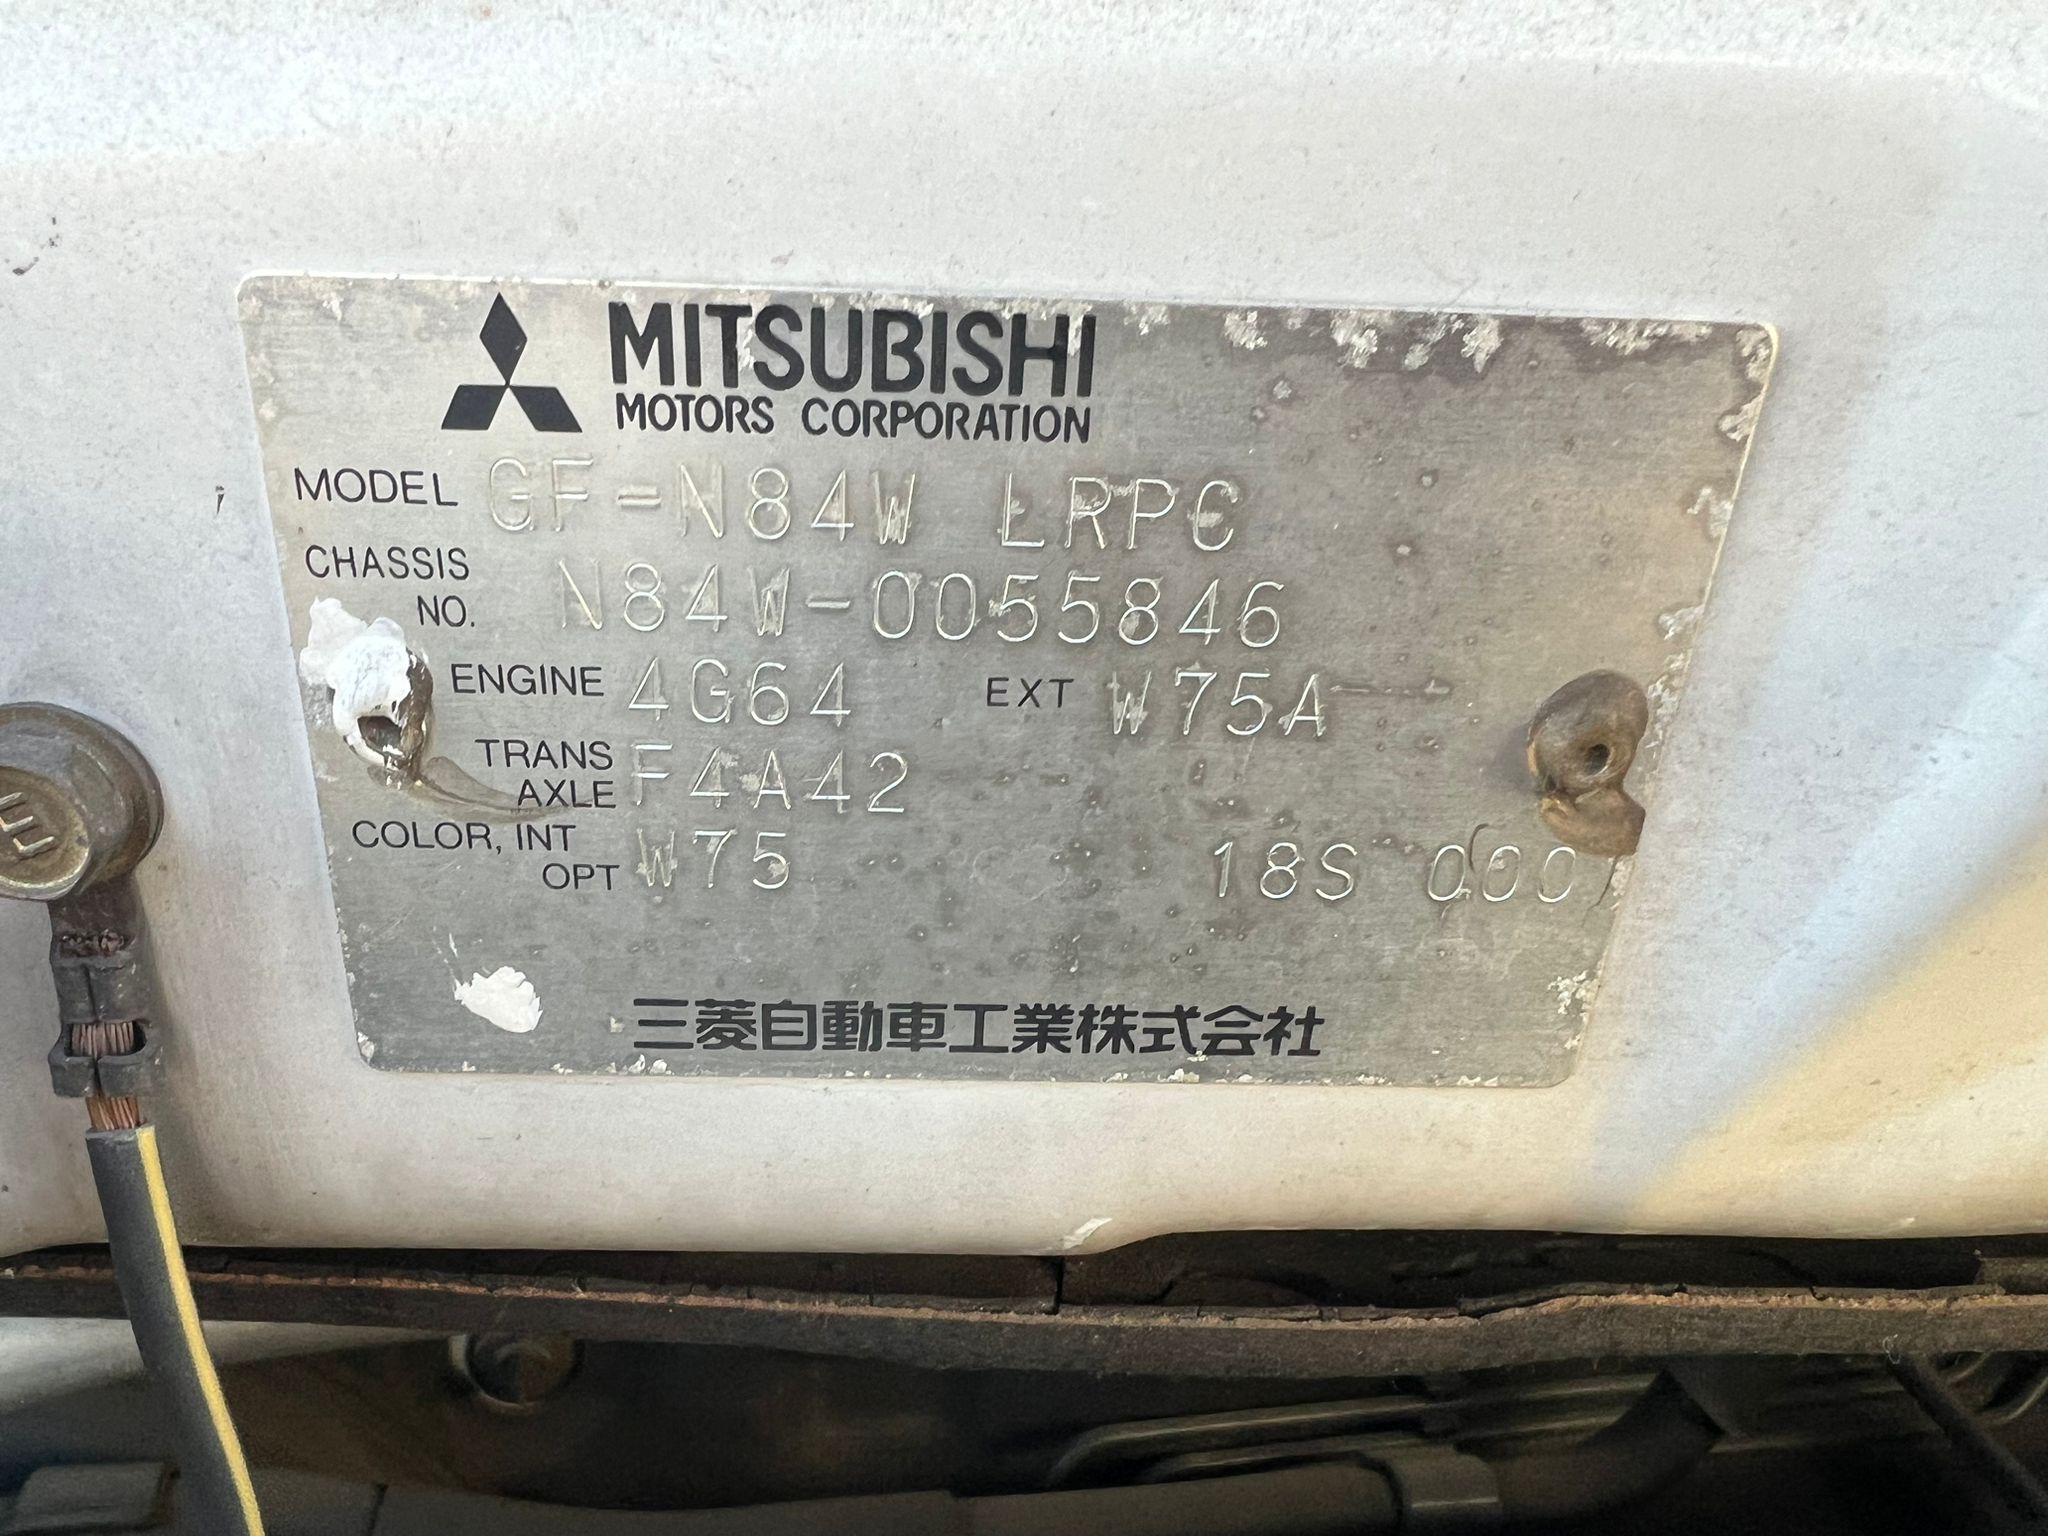 MITSUBISHI
MOTORS CORPORATION
MODEL GF-N84W LRPC
CHASSIS NO. N84W-0055846
ENGINE 4G64 EXT W75A
TRANS AXLE F4A42
COLOR, INT OPT W75 18S 000
三菱自動車工業株式会社
E